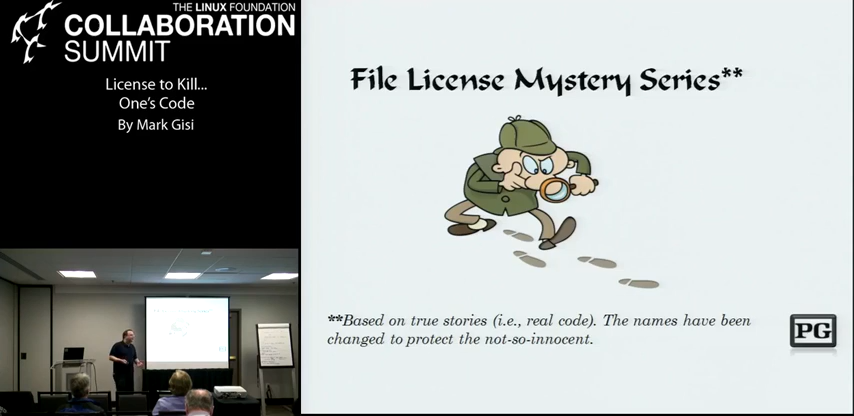 THE LINUX FOUNDATION
COLLABORATION
SUMMIT
License to Kill...
One's Code
By Mark Gisi
File License Mystery Series**
**Based on true stories (i.e., real code). The names have been
changed to protect the not-so-innocent.
PG